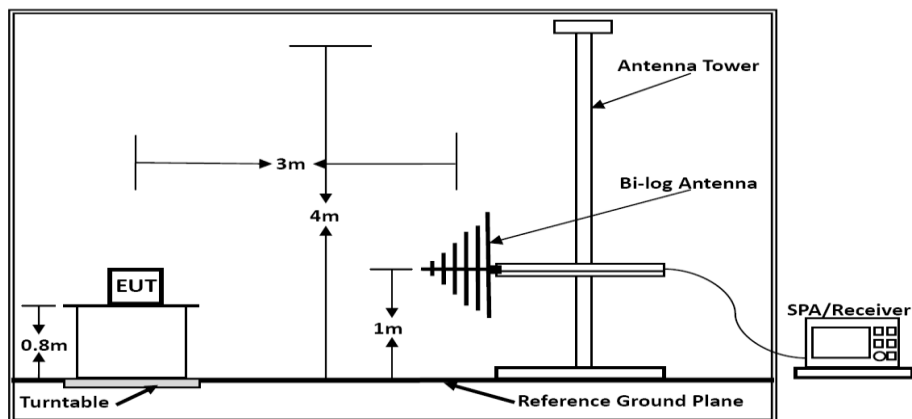 Antenna Tower
3m
Bi-log Antenna
4m
EUT
SPA/Receiver
0.8m
1m
Turntable
Reference Ground Plane